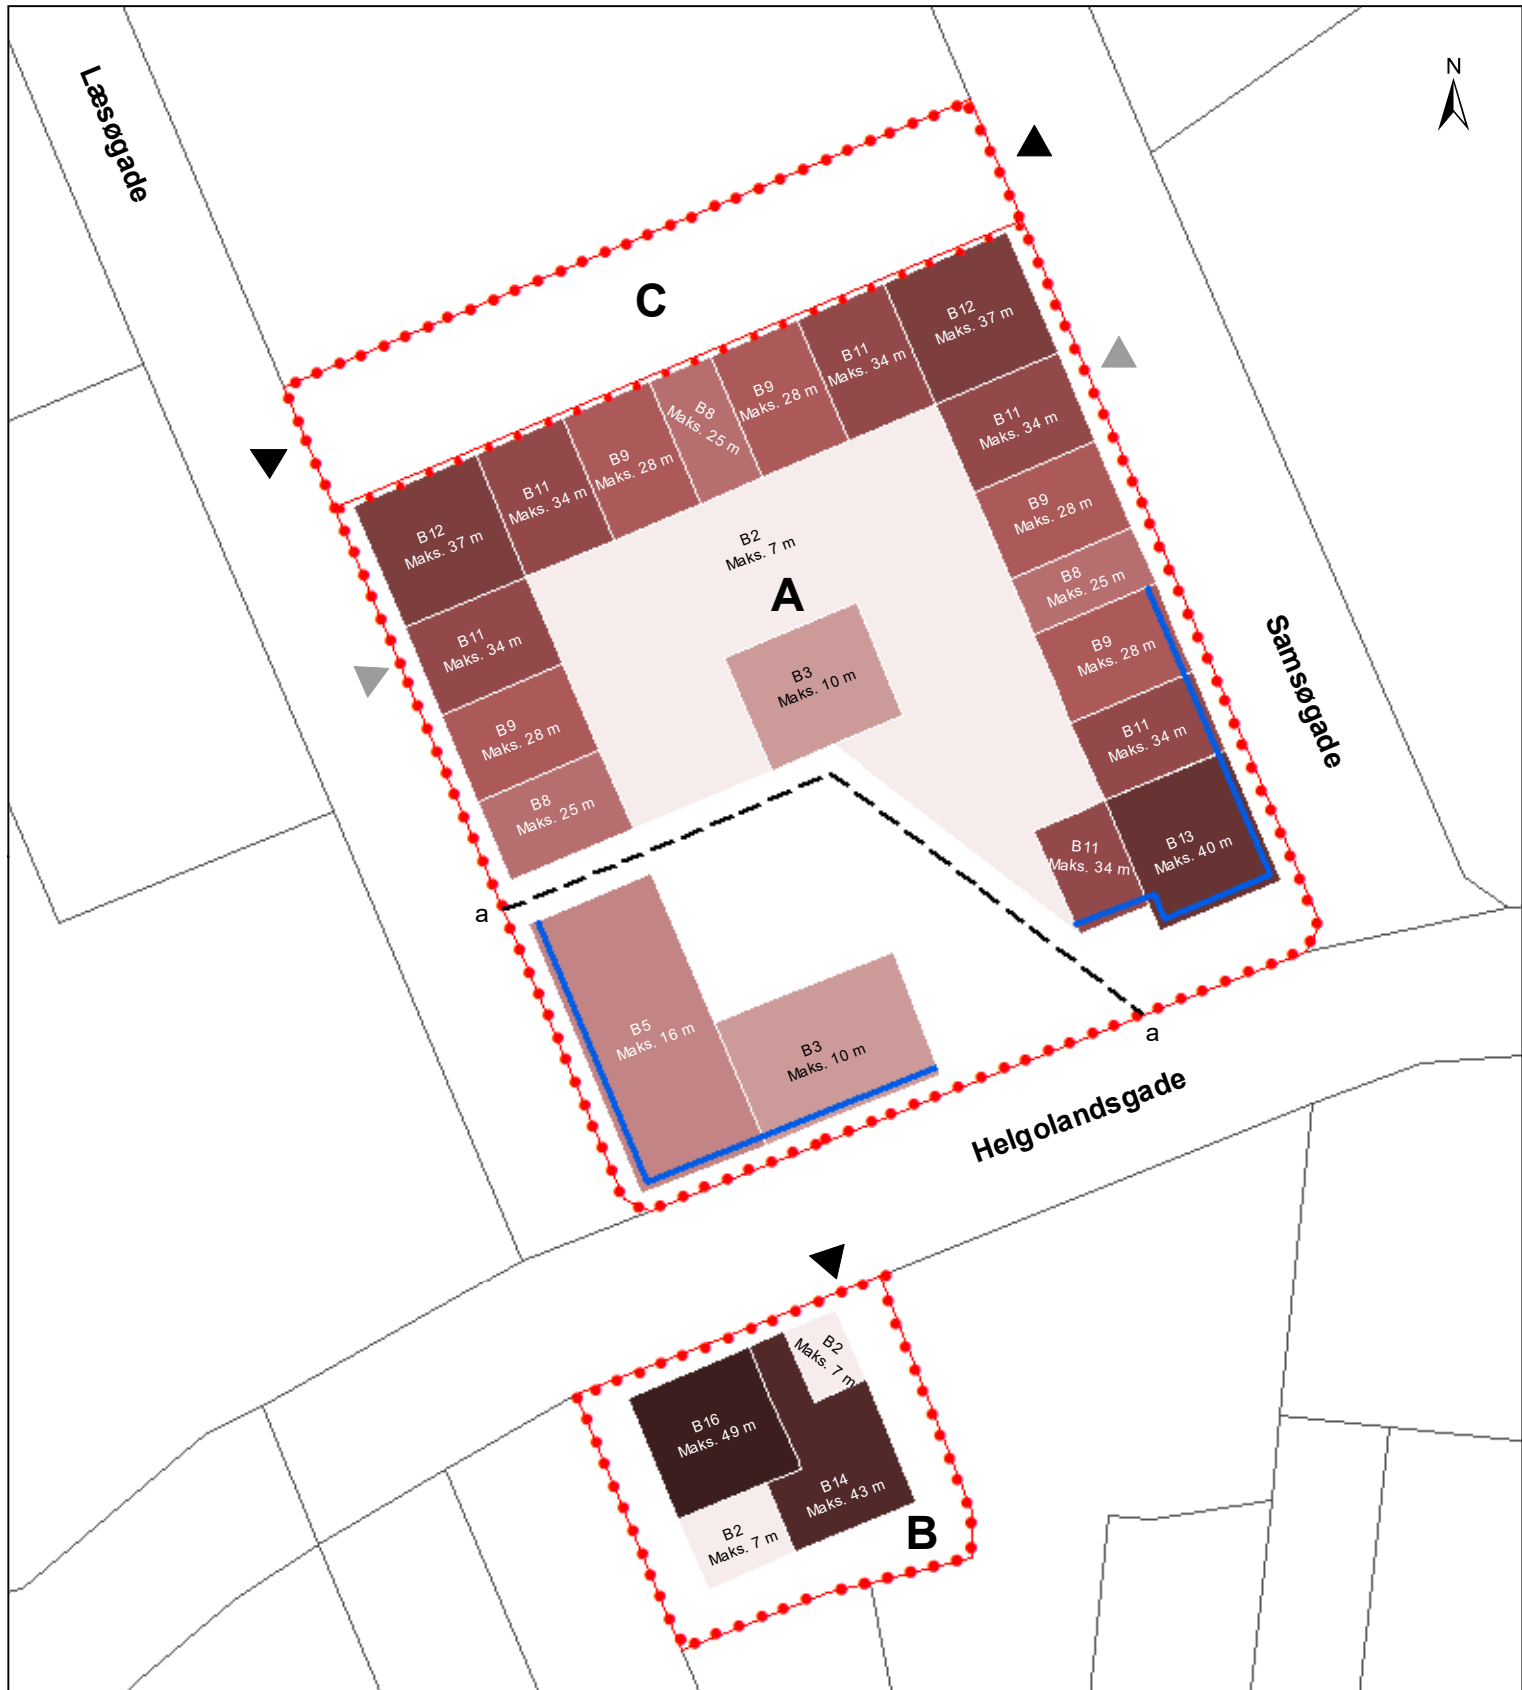 Læsøgade
N
C
B12
Maks. 37 m
B11
Maks. 34 m
B9
Maks. 28 m
B8
Maks. 25 m
B9
Maks. 28 m
B11
Maks. 34 m
B12
Maks. 37 m
B11
Maks. 34 m
B9
Maks. 28 m
B8
Maks. 25 m
B2
Maks. 7 m
A
B3
Maks. 10 m
B11
Maks. 34 m
B9
Maks. 28 m
B8
Maks. 25 m
B9
Maks. 28 m
B11
Maks. 34 m
B11
Maks. 34 m
B13
Maks. 40 m
Samsøgade
a
B5
Maks. 16 m
B3
Maks. 10 m
a
Helgolandsgade
B2
Maks. 7 m
B16
Maks. 49 m
B14
Maks. 43 m
B2
Maks. 7 m
B